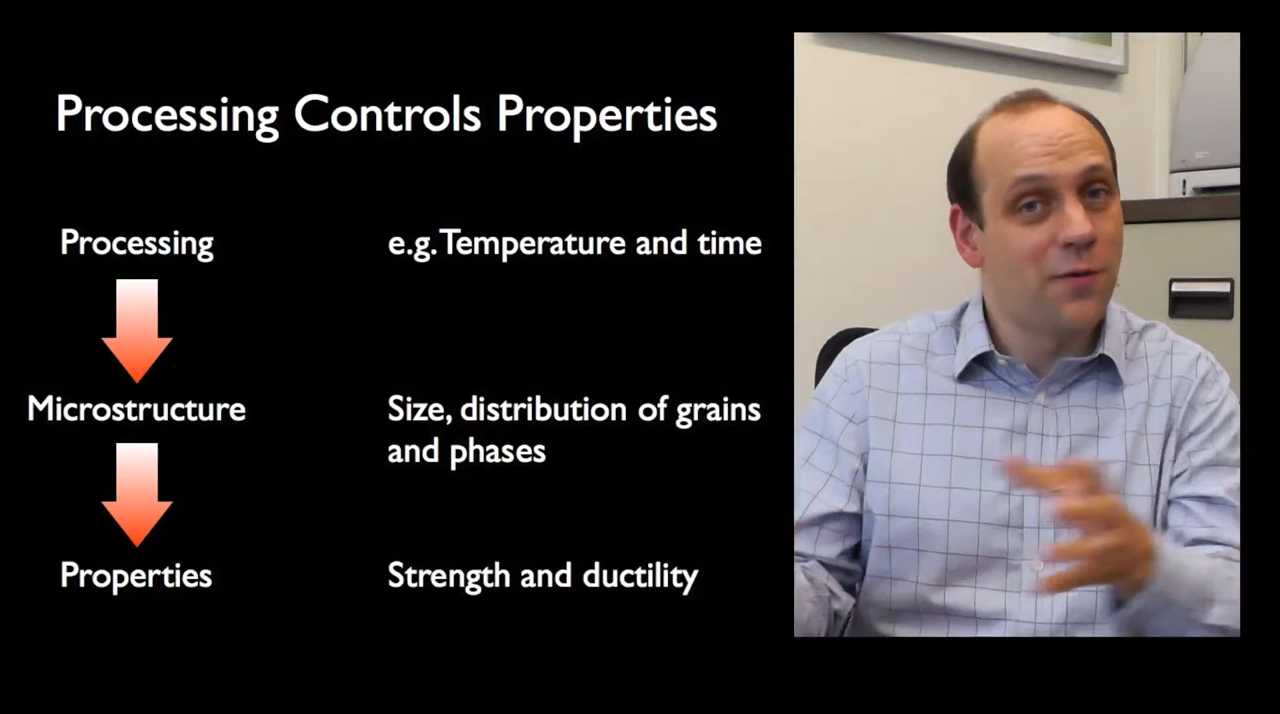 Processing Controls Properties
Processing
e.g. Temperature and time
Microstructure
Size, distribution of grains
and phases
Properties
Strength and ductility